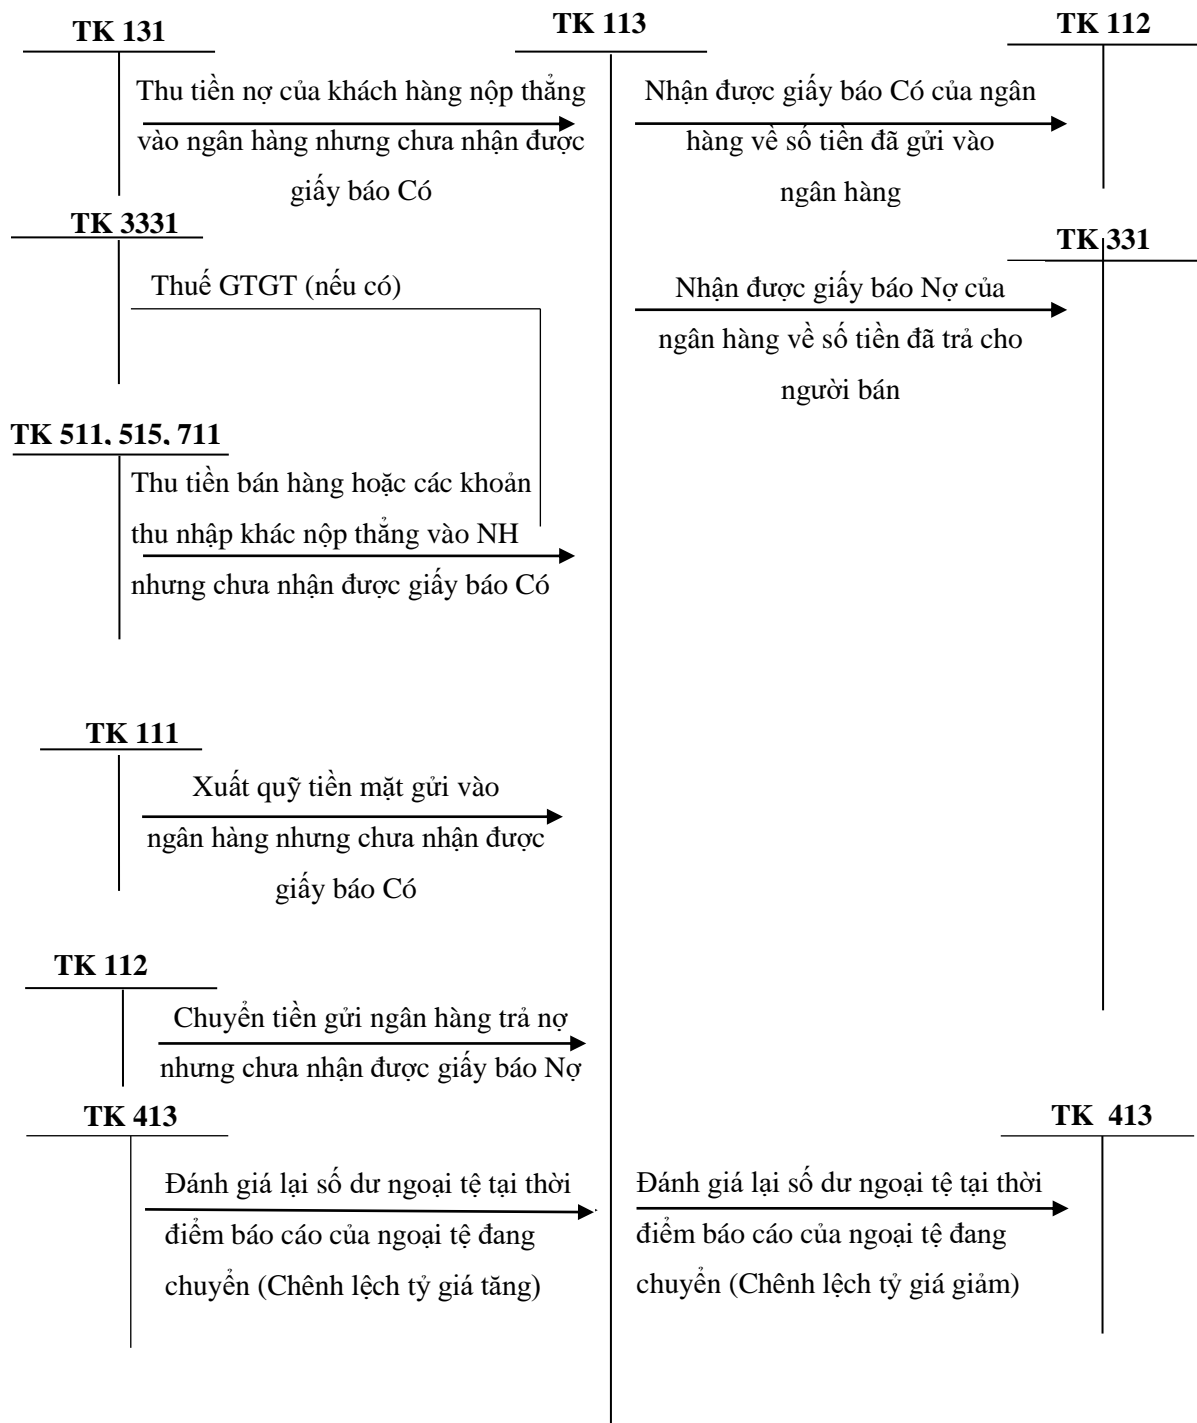 TK 131
TK 113
TK 112
Thu tiền nợ của khách hàng nộp thẳng
vào ngân hàng nhưng chưa nhận được
giấy báo Có
Nhận được giấy báo Có của ngân
hàng về số tiền đã gửi vào
ngân hàng
TK 3331
TK 331
Thuế GTGT (nếu có)
Nhận được giấy báo Nợ của
ngân hàng về số tiền đã trả cho
người bán
TK 511, 515, 711
Thu tiền bán hàng hoặc các khoản
thu nhập khác nộp thẳng vào NH
nhưng chưa nhận được giấy báo Có
TK 111
Xuất quỹ tiền mặt gửi vào
ngân hàng nhưng chưa nhận được
giấy báo Có
TK 112
Chuyển tiền gửi ngân hàng trả nợ
nhưng chưa nhận được giấy báo Nợ
TK 413
TK 413
Đánh giá lại số dư ngoại tệ tại thời
điểm báo cáo của ngoại tệ đang
chuyển (Chênh lệch tỷ giá tăng)
Đánh giá lại số dư ngoại tệ tại thời
điểm báo cáo của ngoại tệ đang
chuyển (Chênh lệch tỷ giá giảm)